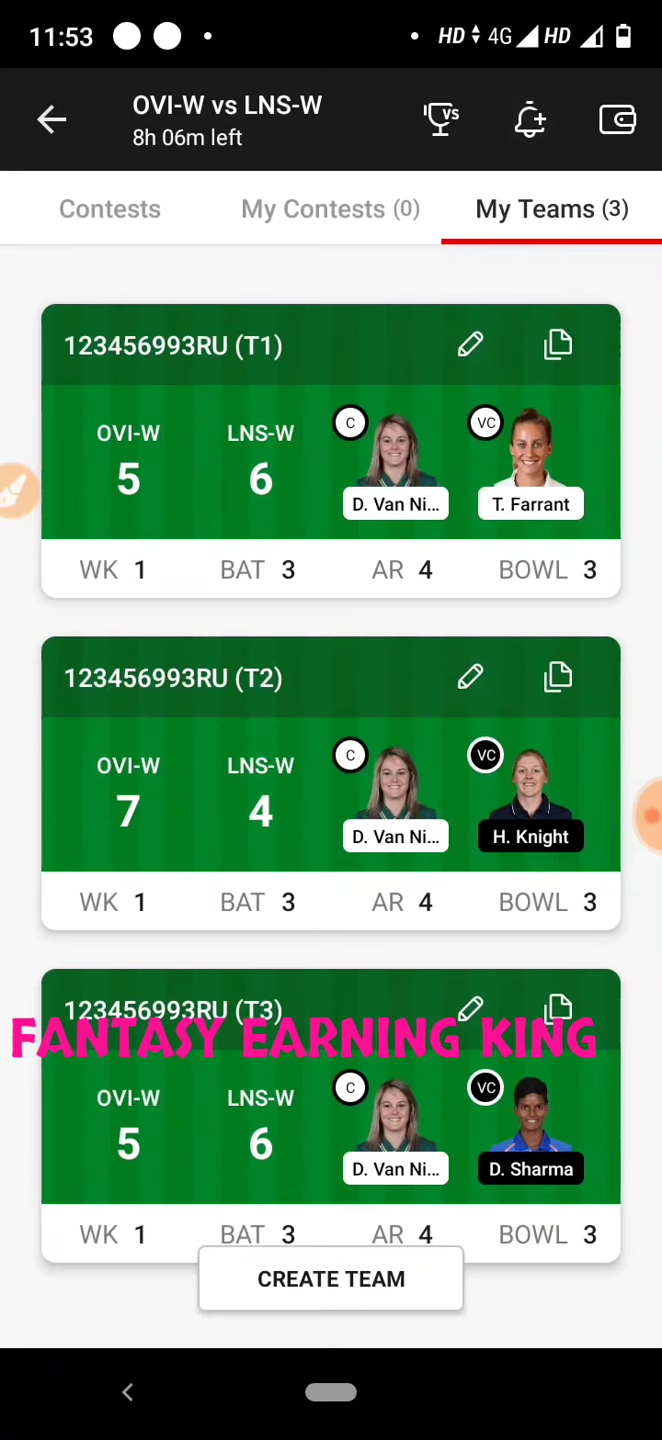 11:53 HD 4G HD
OVI-W vs LNS-W
8h 06m left
VS
Contests My Contests (0) My Teams (3)
123456993RU (T1)
OVI-W LNS-W C VC
5 6
D. Van Ni... T. Farrant
WK 1 BAT 3 AR 4 BOWL 3
123456993RU (T2)
OVI-W LNS-W C VC
7 4
D. Van Ni... H. Knight
WK 1 BAT 3 AR 4 BOWL 3
123456993RU (T3)
FANTASY EARNING KING
OVI-W LNS-W C VC
5 6
D. Van Ni... D. Sharma
WK 1 BAT 3 AR 4 BOWL 3
CREATE TEAM